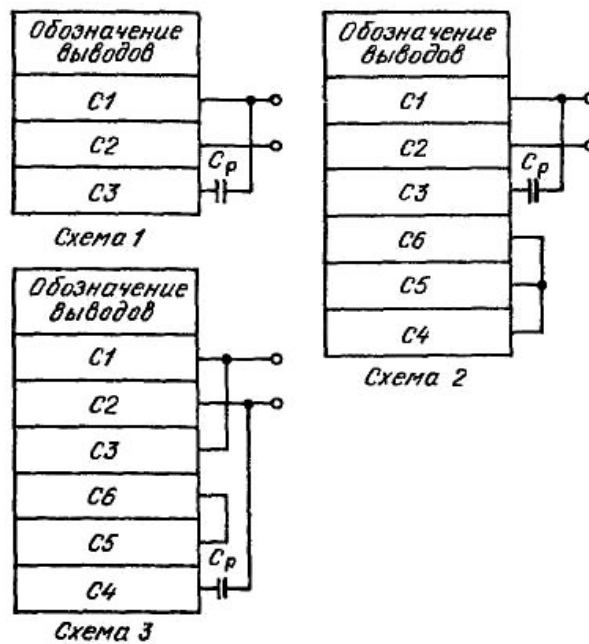 Обозначение
выводов
С1
С2
Ср
С3
Схема 1
Обозначение
выводов
С1
С2
Ср
С3
С6
С5
С4
Схема 2
Обозначение
выводов
С1
С2
С3
С6
С5
Ср
С4
Схема 3